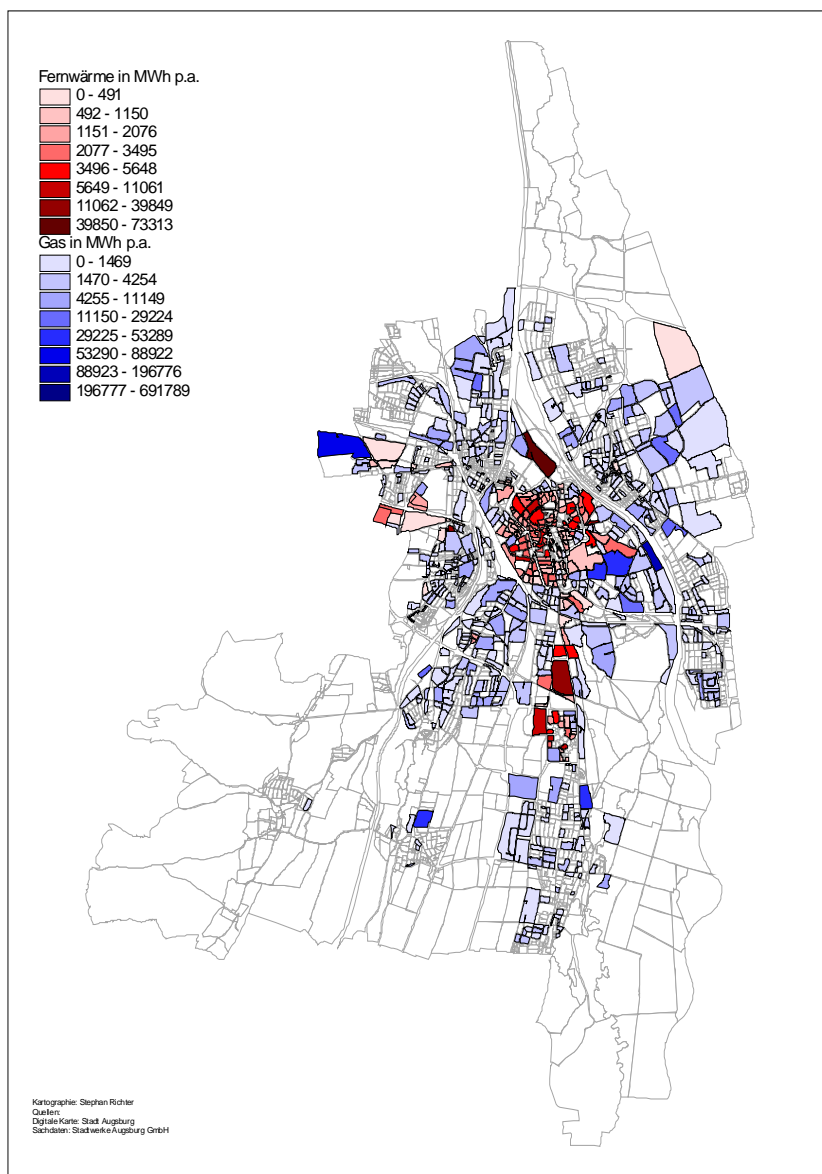 Fernwärme in MWh p.a.
0 - 491
492 - 1150
1151 - 2076
2077 - 3495
3496 - 5648
5649 - 11061
11062 - 39849
39850 - 73313
Gas in MWh p.a.
0 - 1469
1470 - 4254
4255 - 11149
11150 - 29224
29225 - 53289
53290 - 88922
88923 - 196776
196777 - 691789
Kartographie: Stephan Richter
Quellen:
Digitale Karte: Stadt Augsburg
Sachdaten: Stadtwerke Augsburg GmbH